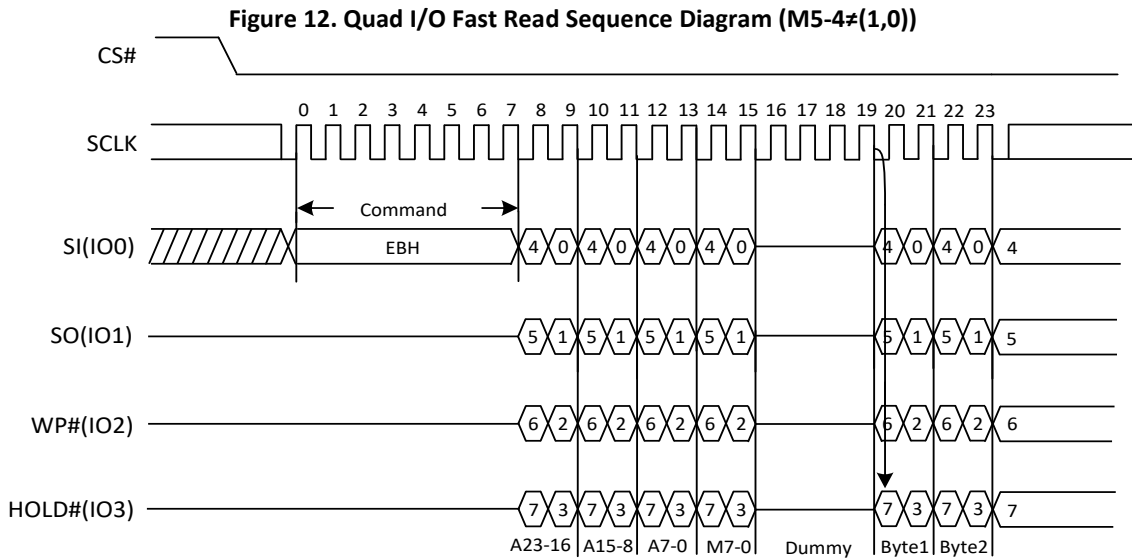 Figure 12. Quad I/O Fast Read Sequence Diagram (M5-4≠(1,0))
CS#
0 1 2 3 4 5 6 7 8 9 10 11 12 13 14 15 16 17 18 19 20 21 22 23
SCLK
Command
SI(IO0) EBH 4 0 4 0 4 0 4 0 4 0 4 0 4
SO(IO1) 5 1 5 1 5 1 5 1 5 1 5 1 5
WP#(IO2) 6 2 6 2 6 2 6 2 6 2 6 2 6
HOLD#(IO3) 7 3 7 3 7 3 7 3 7 3 7 3 7
A23-16 A15-8 A7-0 M7-0 Dummy Byte1 Byte2